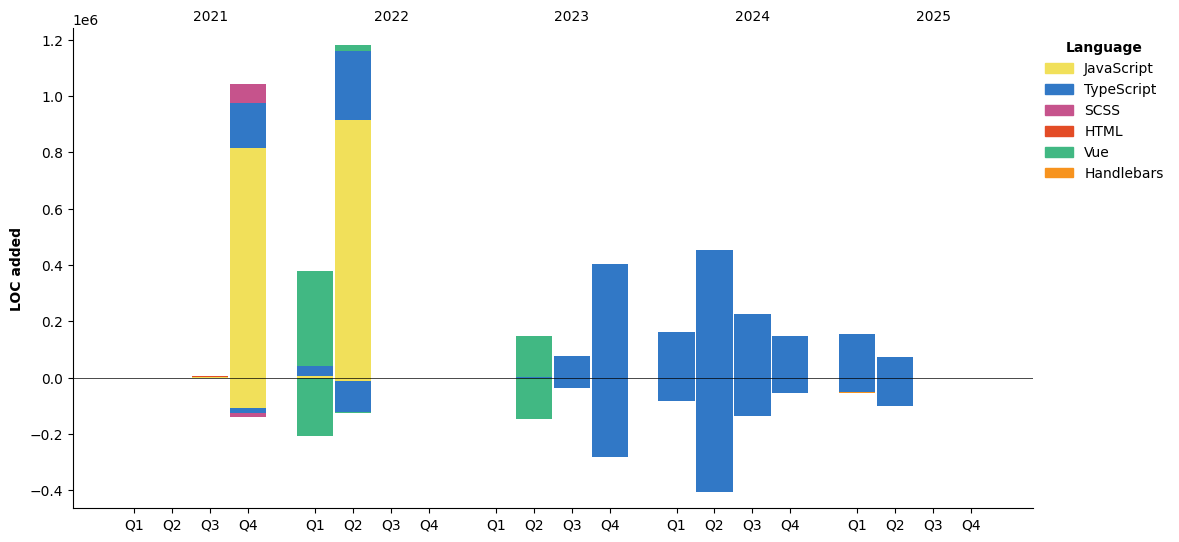 1e6
2021 2022 2023 2024 2025
1.2
1.0
0.8
0.6
0.4
0.2
0.0
−0.2
−0.4
LOC added
Q1 Q2 Q3 Q4 Q1 Q2 Q3 Q4 Q1 Q2 Q3 Q4 Q1 Q2 Q3 Q4 Q1 Q2 Q3 Q4
Language
JavaScript
TypeScript
SCSS
HTML
Vue
Handlebars